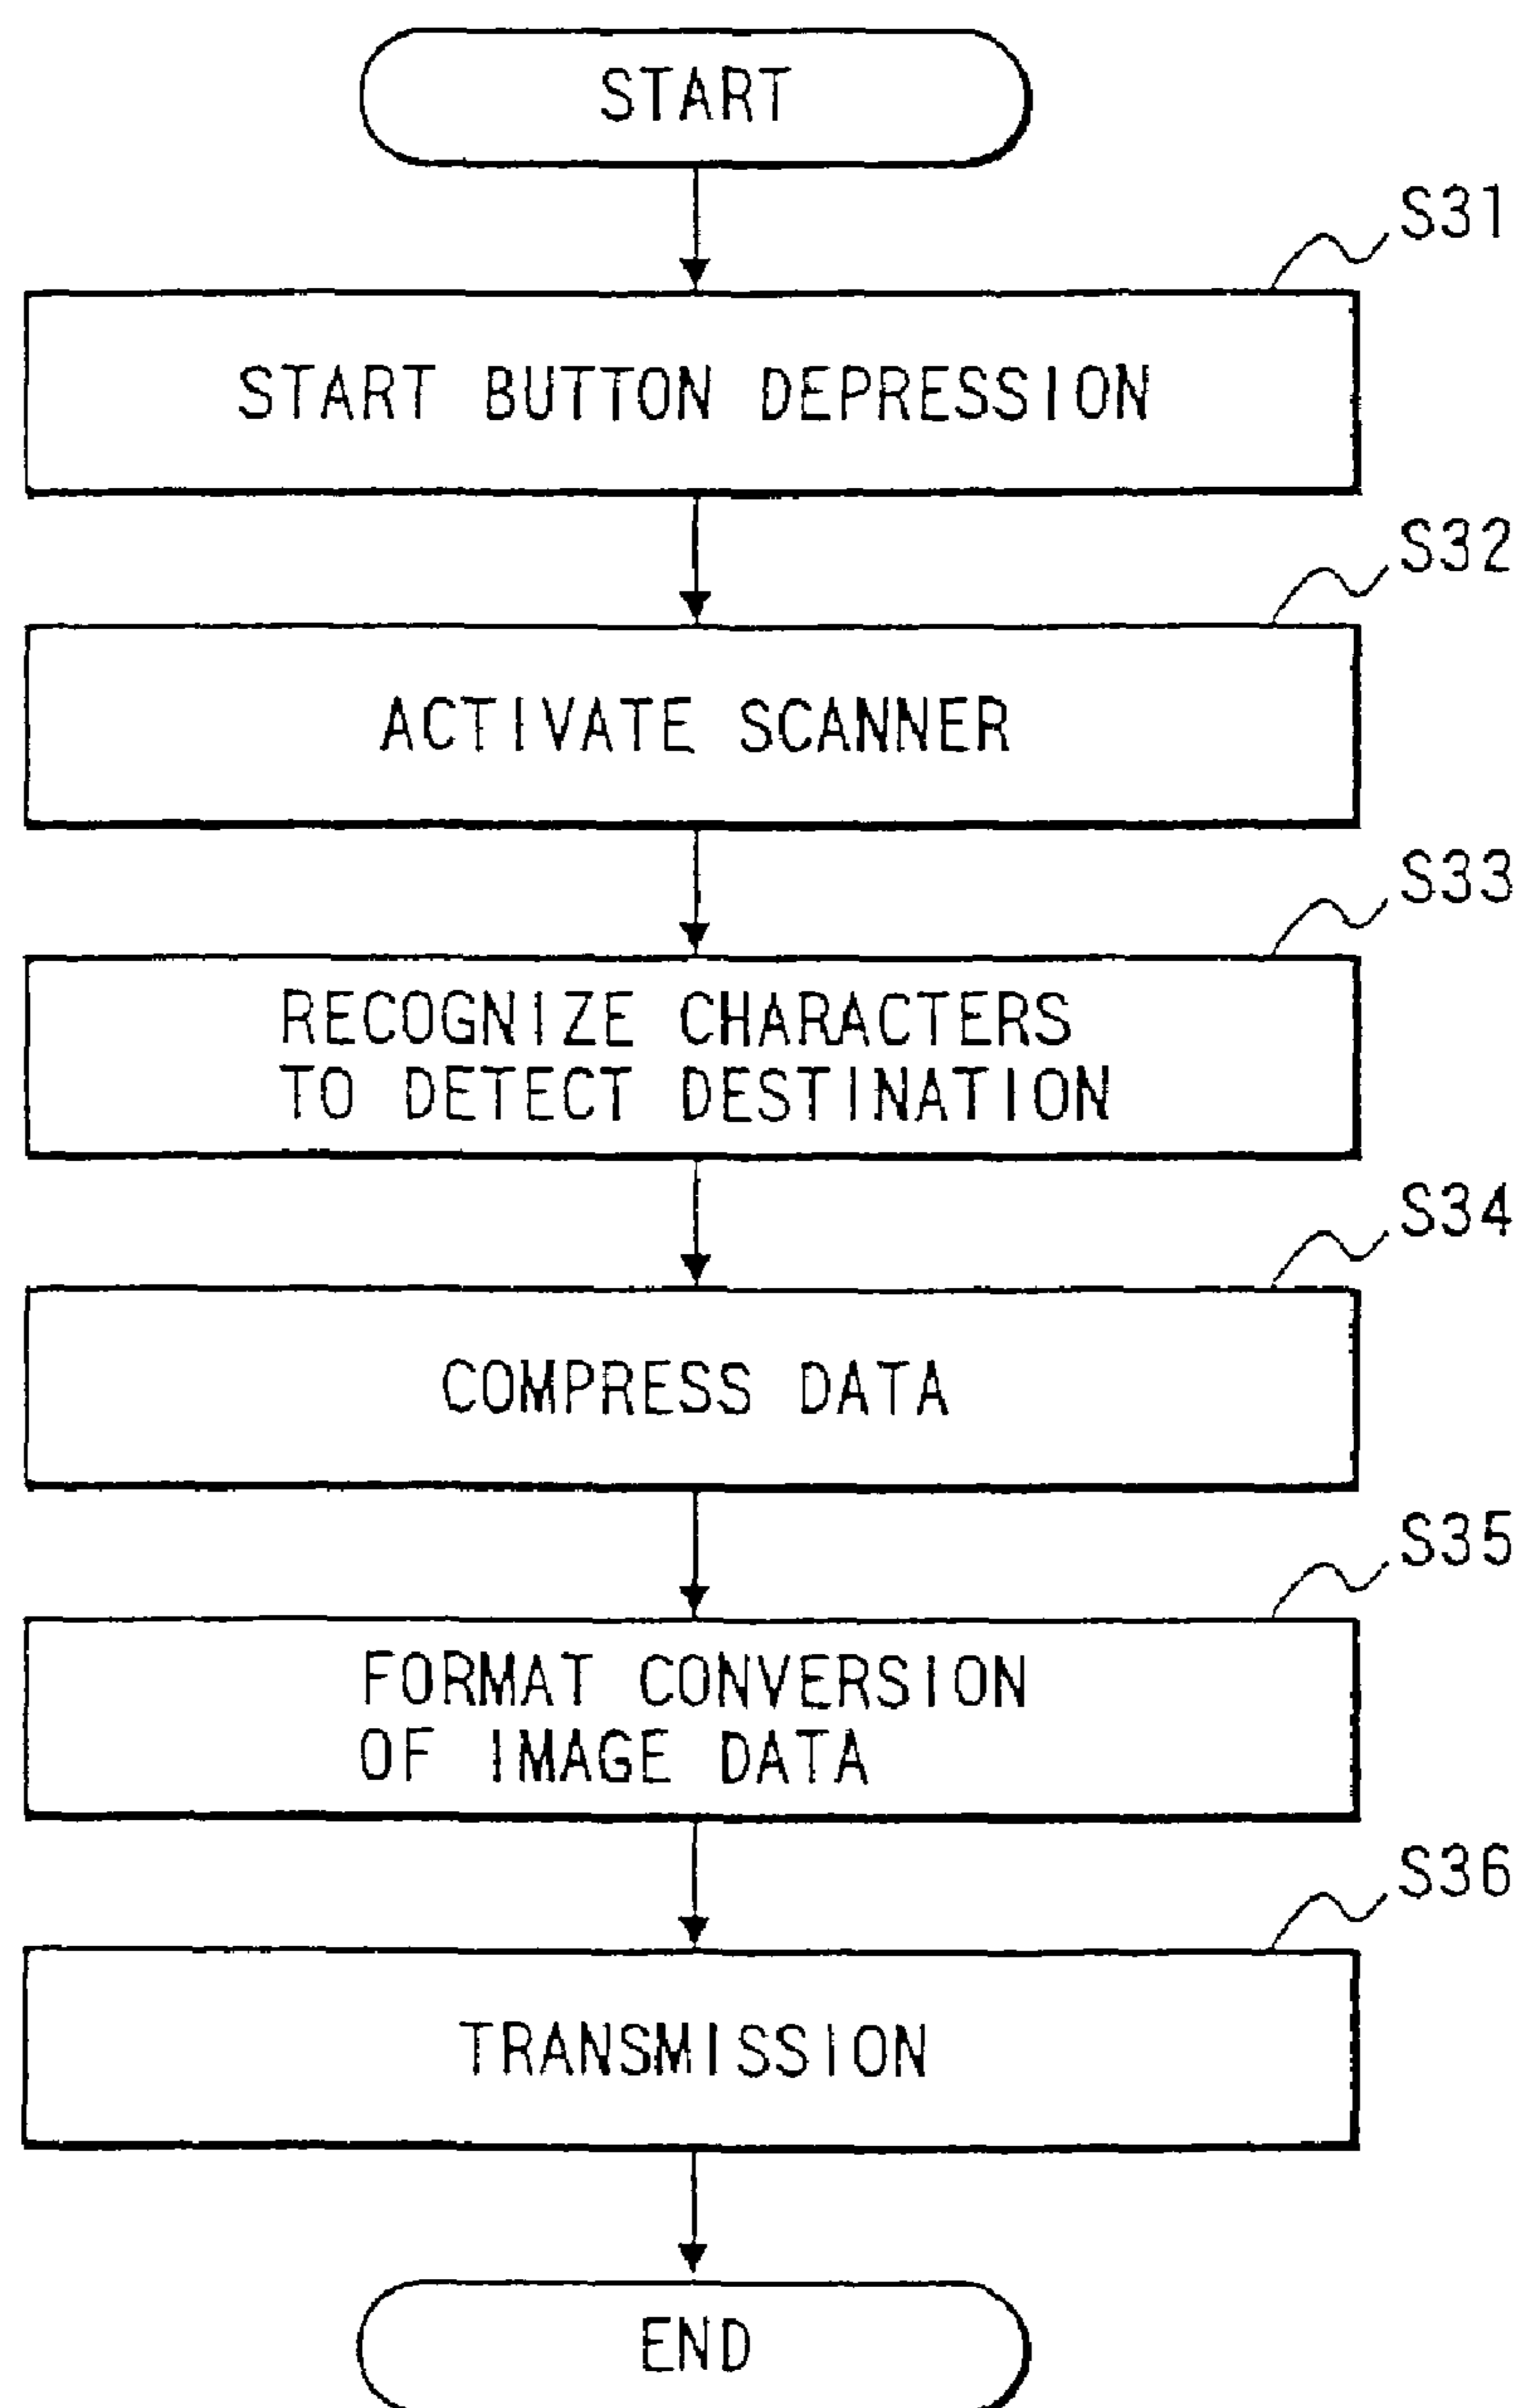 START
S31
START BUTTON DEPRESSION
S32
ACTIVATE SCANNER
S33
RECOGNIZE CHARACTERS
TO DETECT DESTINATION
S34
COMPRESS DATA
S35
FORMAT CONVERSION
OF IMAGE DATA
S36
TRANSMISSION
END